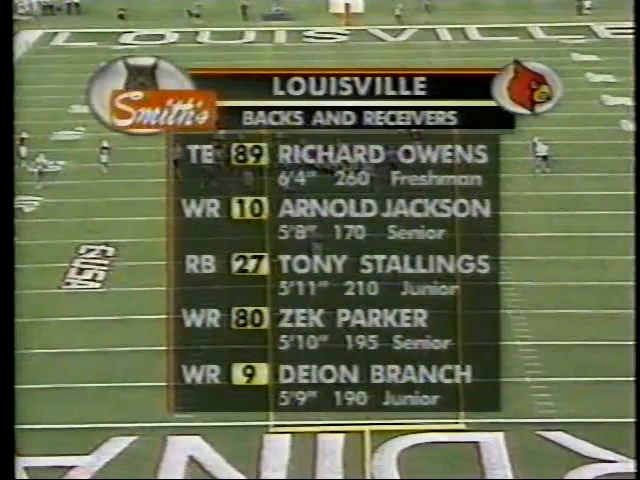 LOUISVILLE
LOUISVILLE
Smith's
BACKS AND RECEIVERS
TE 89 RICHARD OWENS
6'4" 260 Freshman
WR 10 ARNOLD JACKSON
5'8" 170 Senior
RB 27 TONY STALLINGS
5'11" 210 Junior
C USA
WR 80 ZEK PARKER
5'10" 195 Senior
WR 9 DEION BRANCH
5'9" 190 Junior